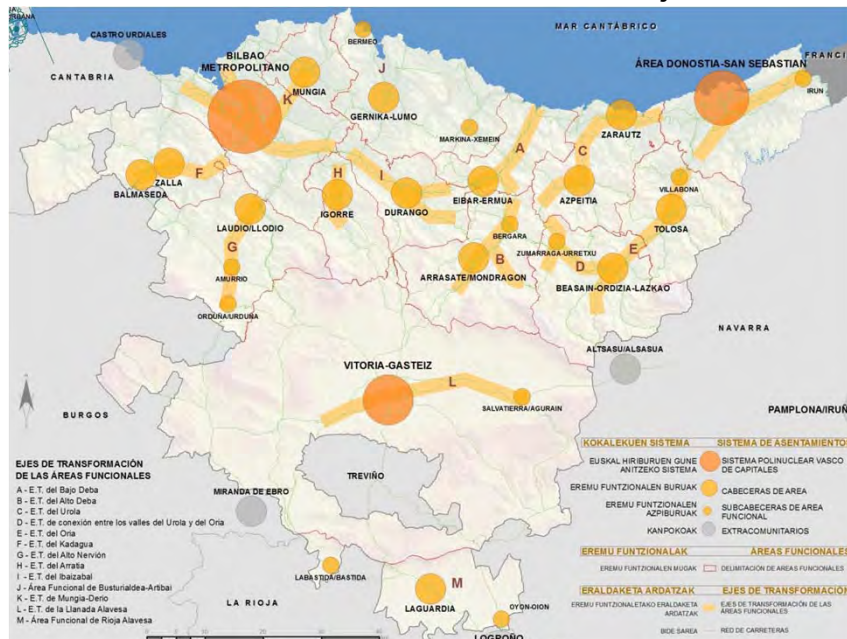 MAR CANTÁBRICO
CASTRO URDIALES
CANTABRIA
BILBAO
METROPOLITANO
BERMEO
MUNGIA
K
J
GERNIKA-LUMO
MARKINA-XEMEIN
A
ÁREA DONOSTIA-SAN SEBASTIAN
IRUN
ZARAUTZ
C
F
ZALLA
BALMASEDA
H
IGORRE
I
DURANGO
EIBAR-ERMUA
AZPEITIA
VILLABONA
TOLOSA
LAUDIO/LLODIO
G
AMURRIO
ORDUÑA/URDUÑA
BERGARA
B
ARRASATE/MONDRAGON
ZUMARRAGA-URRETXU
D
E
BEASAIN-ORDIZIA-LAZKAO
NAVARRA
ALTSASU/ALSASUA
VITORIA-GASTEIZ
L
SALVATIERRA/AGURAIN
BURGOS
PAMPLONA/IRUÑ
TREVIÑO
MIRANDA DE EBRO
LA RIOJA
LABASTIDA/BASTIDA
LAGUARDIA
M
OYON-OION
LOGROÑO
EJES DE TRANSFORMACIÓN
DE LAS ÁREAS FUNCIONALES
A - E.T. del Bajo Deba
B - E.T. del Alto Deba
C - E.T. del Urola
D - E.T. de conexión entre los valles del Urola y del Oria
E - E.T. del Oria
F - E.T. del Kadagua
G - E.T. del Alto Nervión
H - E.T. del Arratia
I - E.T. del Ibaizabal
J - Área Funcional de Busturialdea-Artibai
K - E.T. de Mungia-Derio
L - E.T. de la Llanada Alavesa
M - Área Funcional de Rioja Alavesa
KOKALEKUEN SISTEMA SISTEMA DE ASENTAMIENTO
EUSKAL HIRIBURUEN GUNE
ANITZEKO SISTEMA
SISTEMA POLINUCLEAR VASCO
DE CAPITALES
EREMU FUNTZIONALEN BURUAK CABECERAS DE AREA
EREMU FUNTZIONALEN
AZPIBURUAK
SUBCABECERAS DE AREA
FUNCIONAL
KANPOKOAK EXTRACOMUNITARIOS
EREMU FUNTZIONALAK ÁREAS FUNCIONALES
EREMU FUNTZIONALEN MUGAK DELIMITACIÓN DE ÁREAS FUNCIONALES
ERALDAKETA ARDATZAK EJES DE TRANSFORMACIÓN
EREMU FUNTZIONALETAKO ERALDAKETA
ARDATZAK
EJES DE TRANSFORMACIÓN DE LAS
ÁREAS FUNCIONALES
BIDE SAREA RED DE CARRETERAS